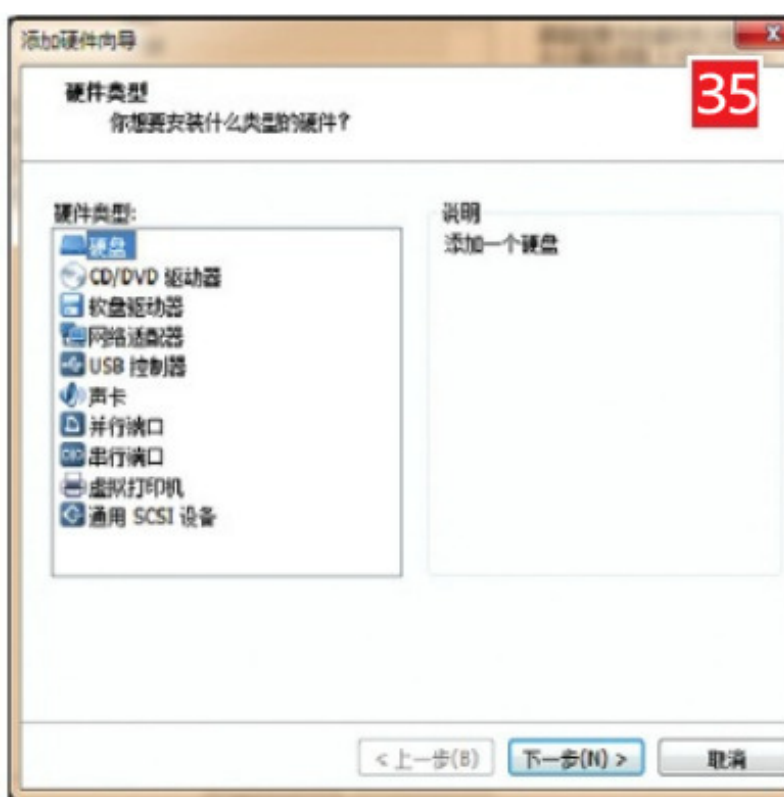 添加硬件向导
x
35
硬件类型
你想要安装什么类型的硬件?
硬件类型:
硬盘
CD/DVD 驱动器
软盘驱动器
网络适配器
USB 控制器
声卡
并行端口
串行端口
虚拟打印机
通用 SCSI 设备
说明
添加一个硬盘
< 上一步(B)
下一步(N) >
取消